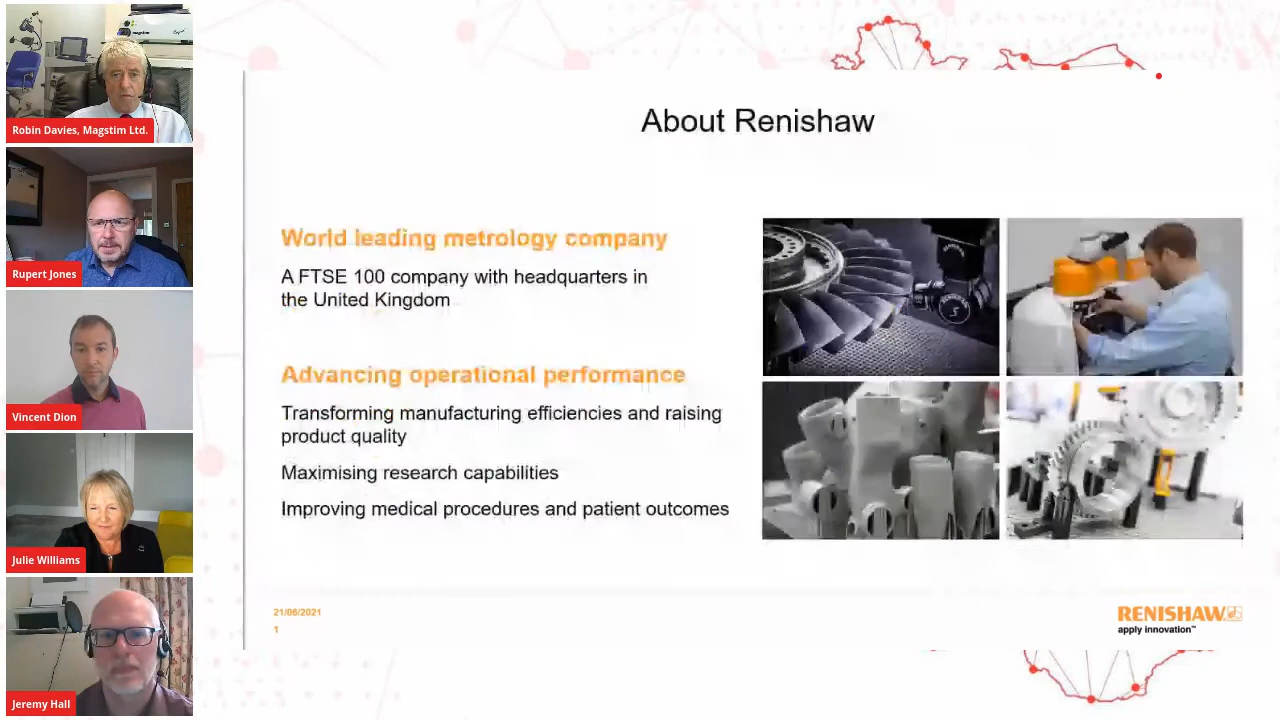 magstim
Robin Davies, Magstim Ltd.
Rupert Jones
Vincent Dion
Julie Williams
Jeremy Hall
About Renishaw
World leading metrology company
A FTSE 100 company with headquarters in
the United Kingdom
Advancing operational performance
Transforming manufacturing efficiencies and raising
product quality
Maximising research capabilities
Improving medical procedures and patient outcomes
RENISHAW
21/06/2021
1
RENISHAW
apply innovation™